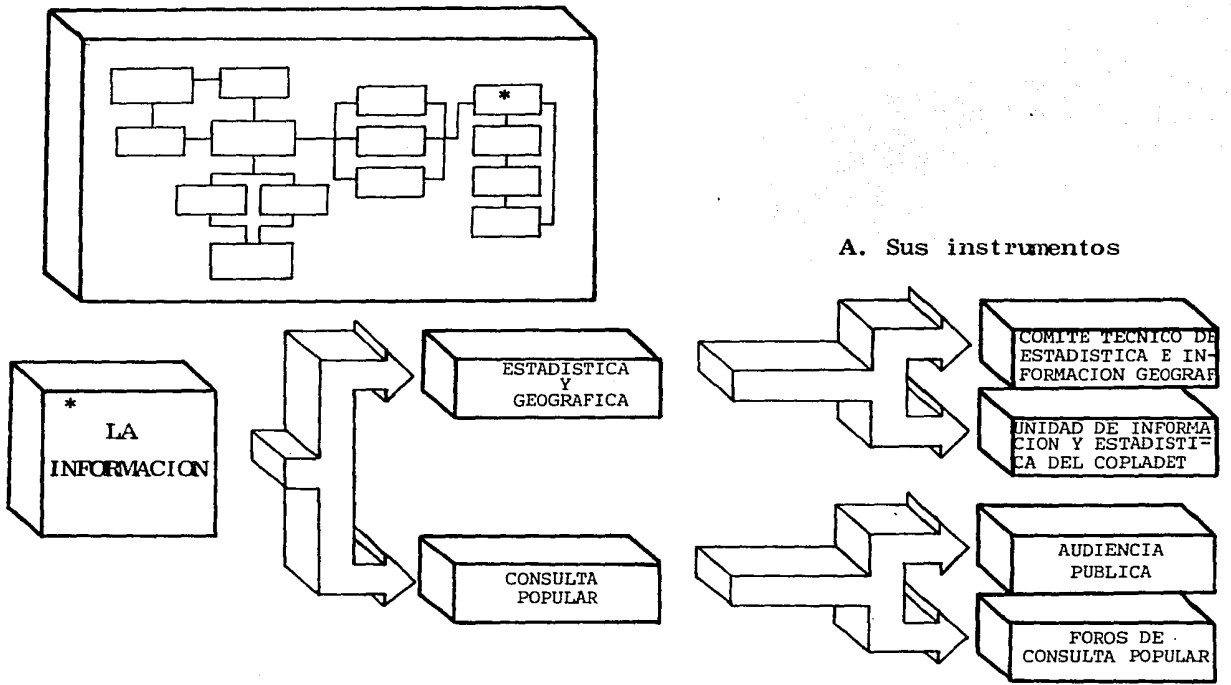 *
A. Sus instrumentos
*
LA
INFORMACION
ESTADISTICA
Y
GEOGRAFICA
CONSULTA
POPULAR
COMITE TECNICO DE
ESTADISTICA E IN-
FORMACION GEOGRAF
UNIDAD DE INFORMA
CION Y ESTADISTI=
CA DEL COPLADET
AUDIENCIA
PUBLICA
FOROS DE
CONSULTA POPULAR